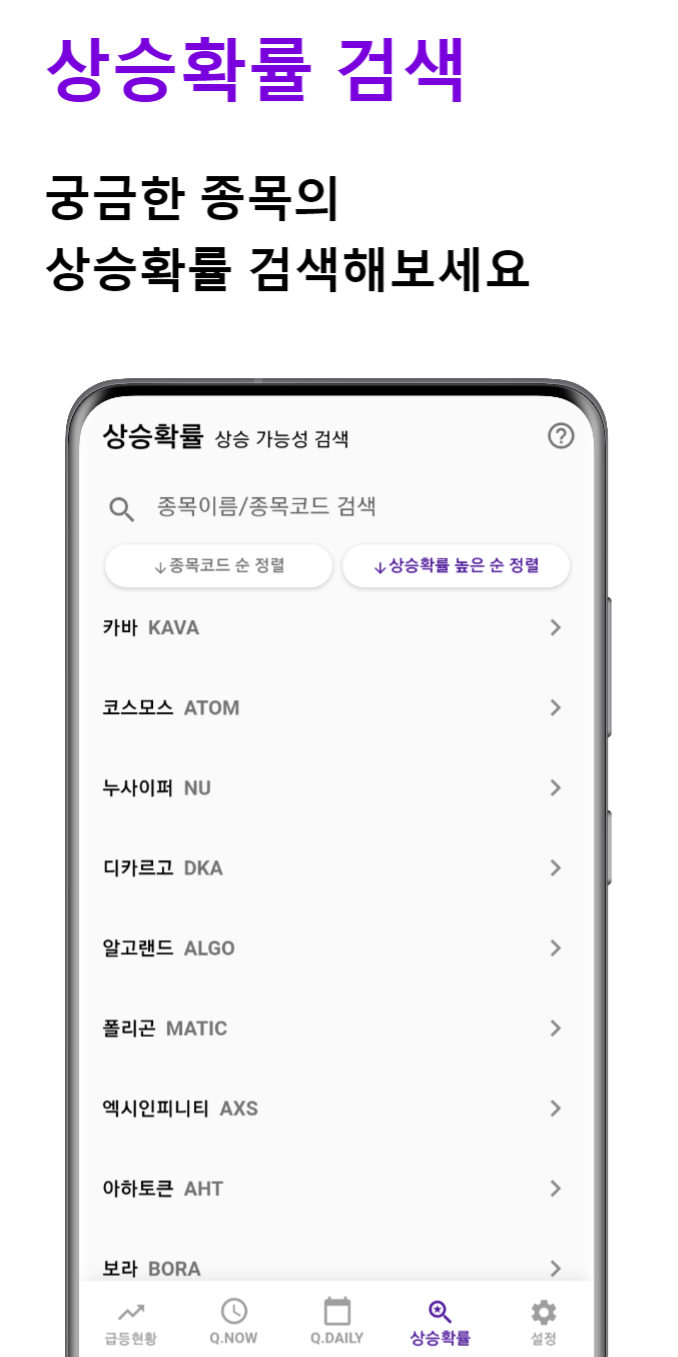 상승확률 검색
궁금한 종목의
상승확률 검색해보세요
상승확률 상승 가능성 검색
종목이름/종목코드 검색
↓종목코드 순 정렬 ↓상승확률 높은 순 정렬
카바 KAVA
코스모스 ATOM
누사이퍼 NU
디카르고 DKA
알고랜드 ALGO
폴리곤 MATIC
엑시인피니티 AXS
아하토큰 AHT
보라 BORA
급등현황 Q.NOW Q.DAILY 상승확률 설정